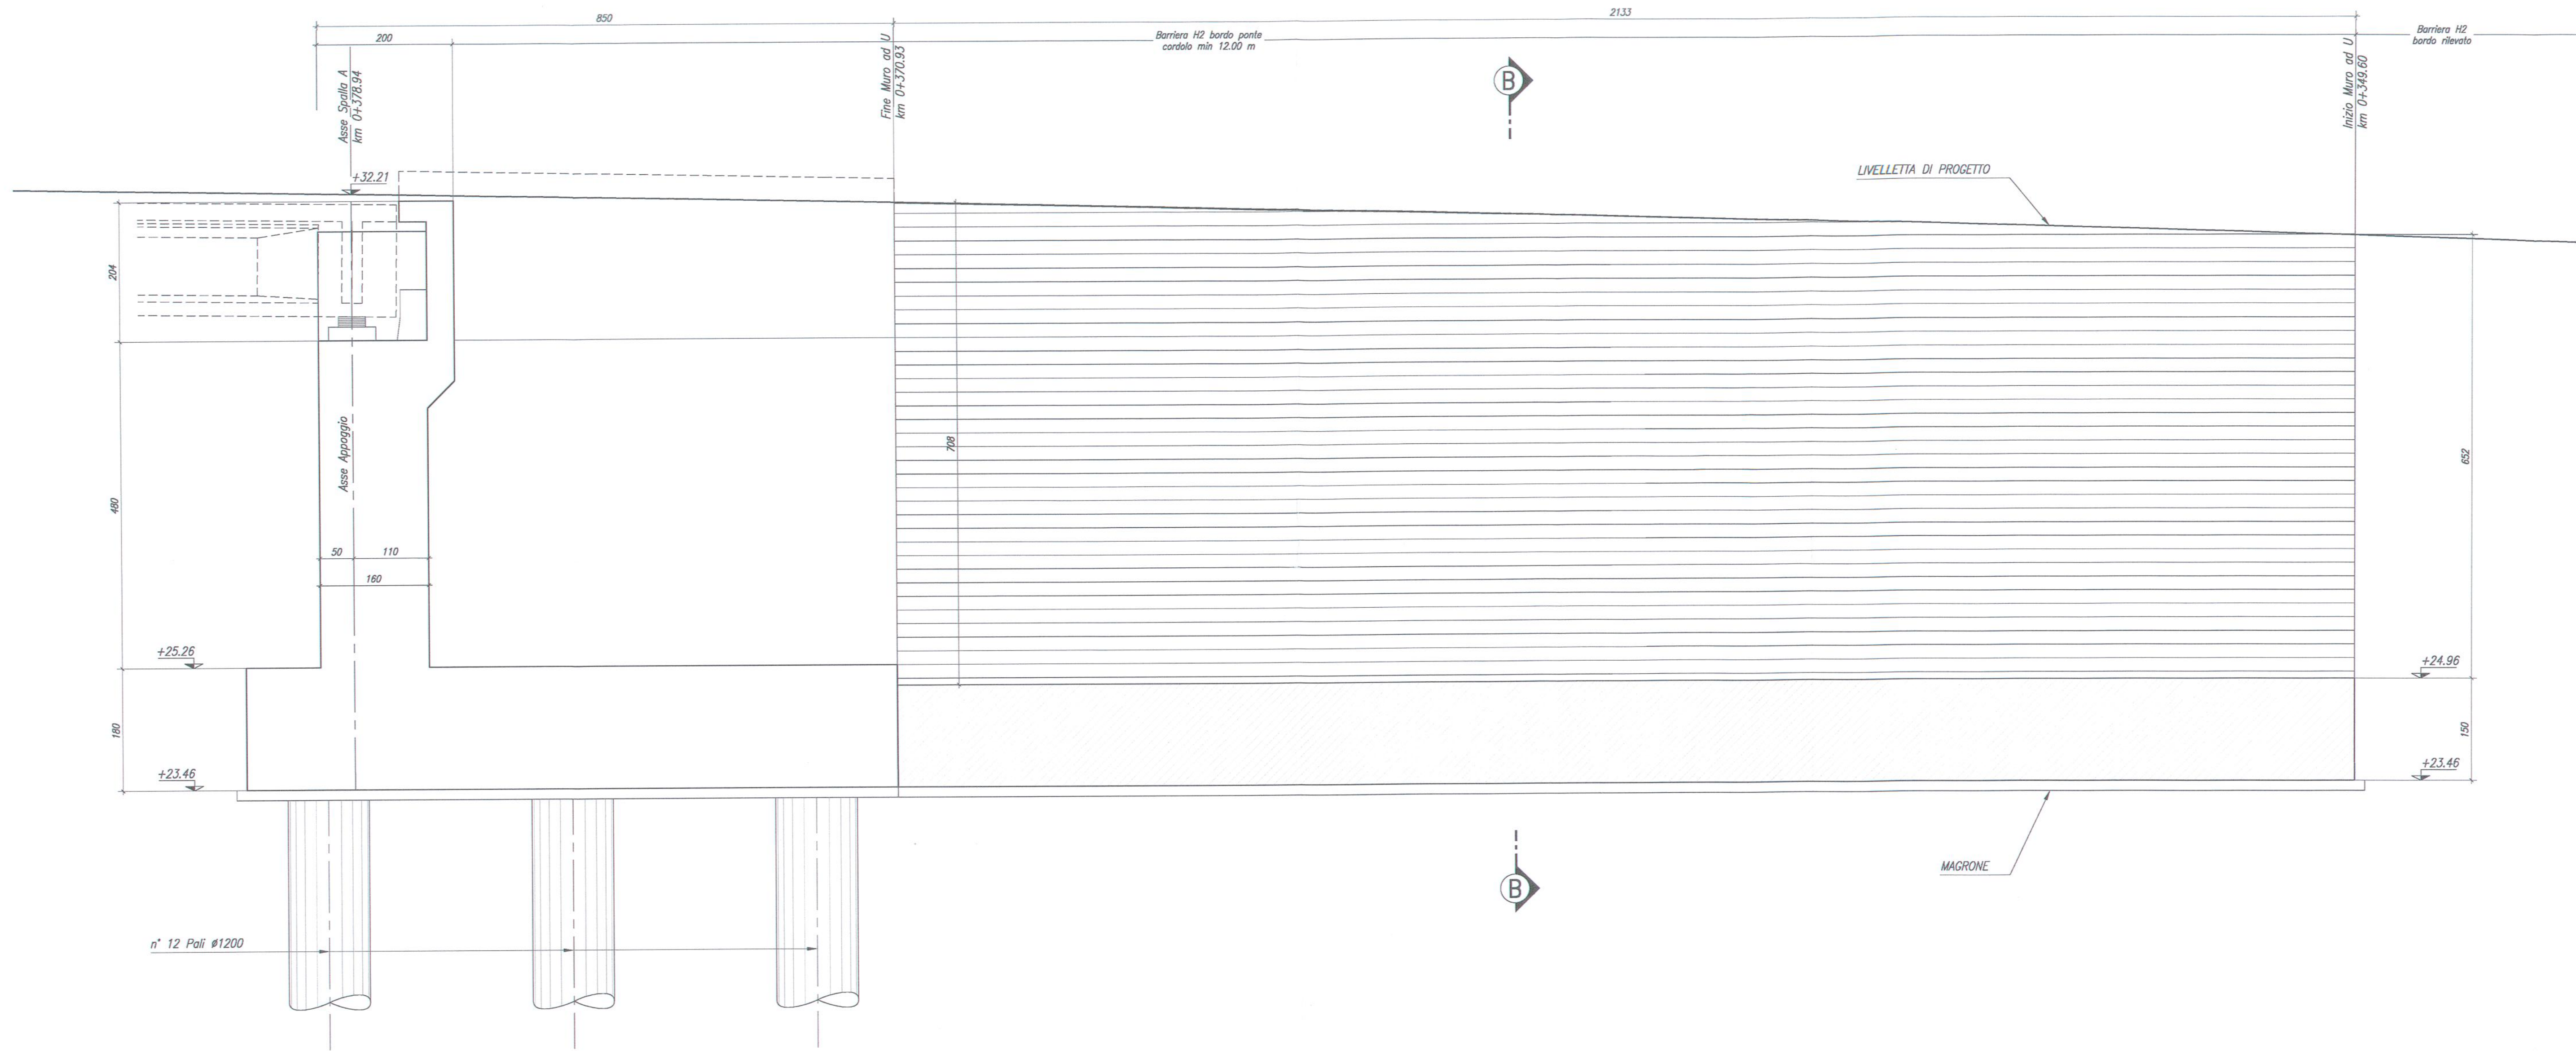 850
2133
200
Barriera H2 bordo ponte
cordolo min 12.00 m
Barriera H2
bordo rilevato
Asse Spalla A
km 0+378.94
Fine Muro ad U
km 0+370.93
Inizio Muro ad U
km 0+349.60
B
+32.21
LIVELLETTA DI PROGETTO
204
Asse Appoggio
708
652
480
50
110
160
+25.26
+24.96
180
150
+23.46
+23.46
MAGRONE
B
n° 12 Pali ø1200